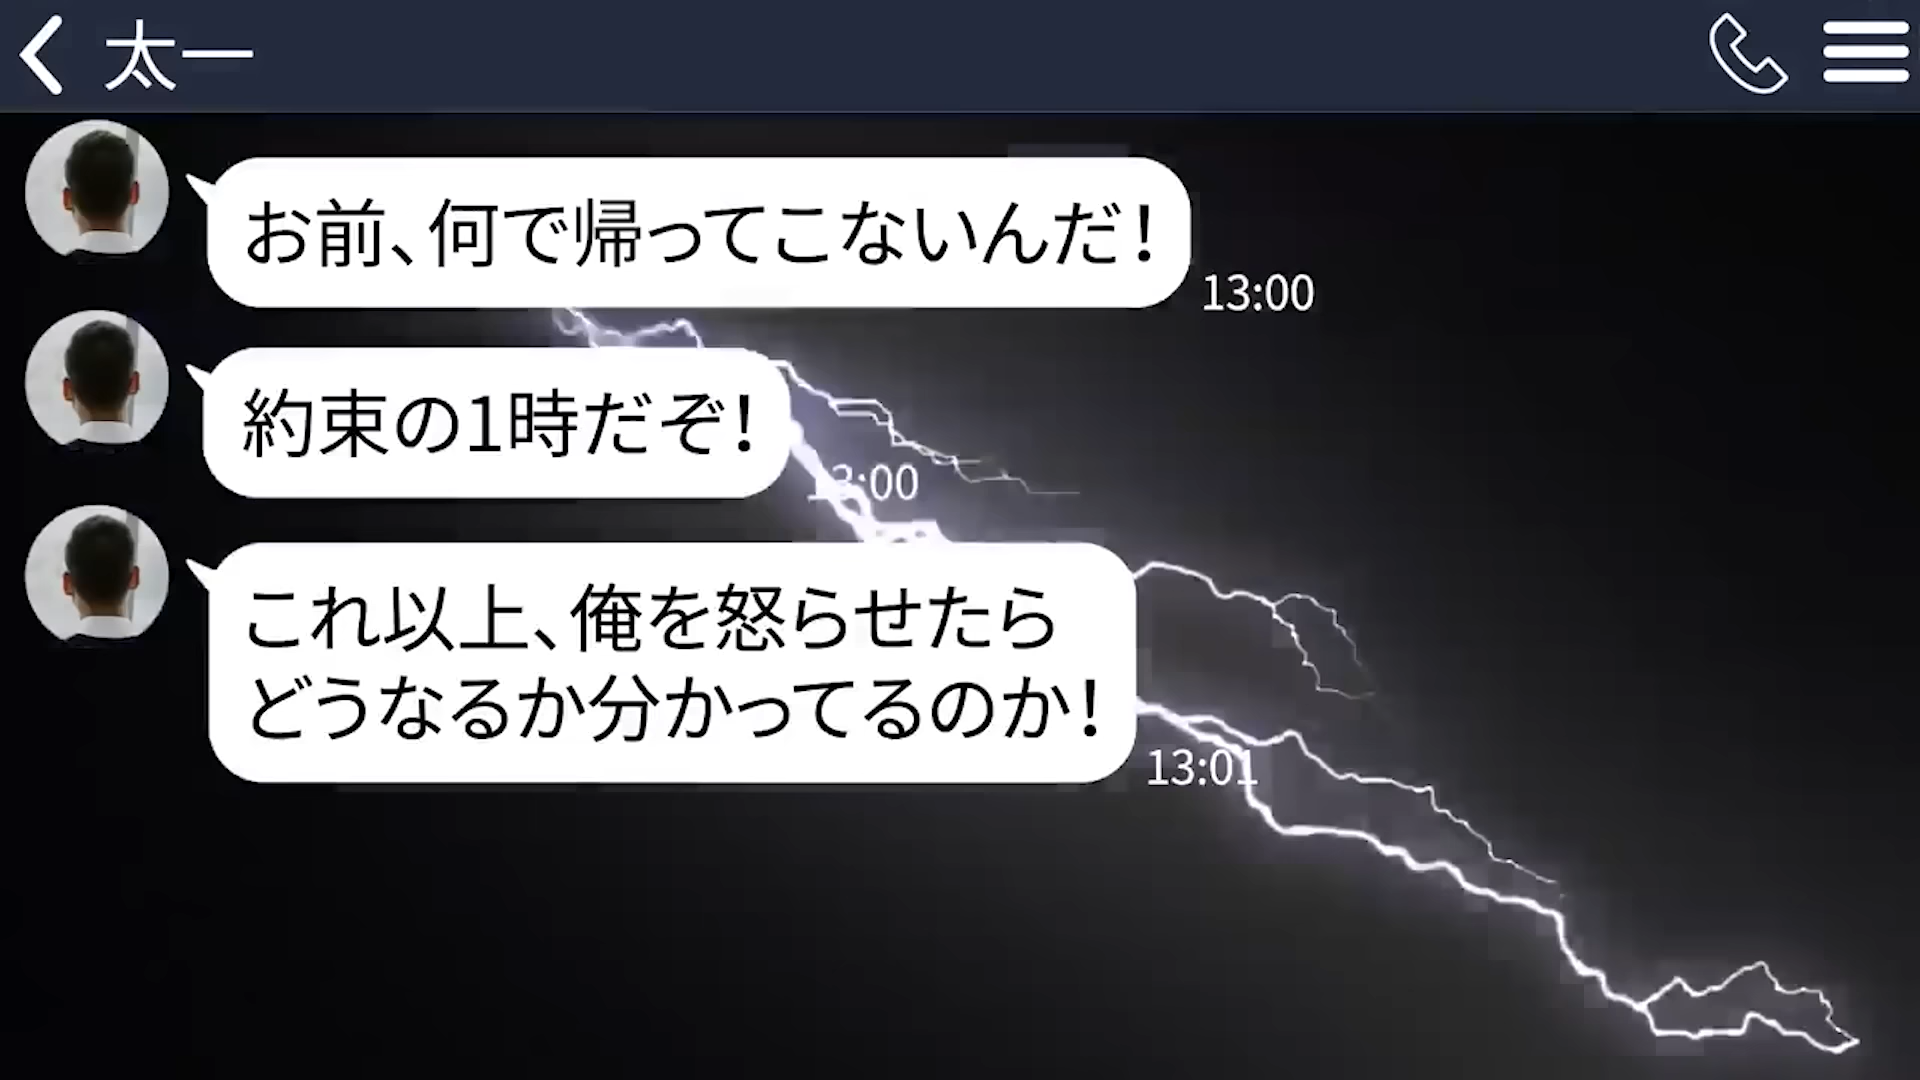 太一
お前、何で帰ってこないんだ！
13:00
約束の1時だぞ！
13:00
これ以上、俺を怒らせたら
どうなるか分かってるのか！
13:01